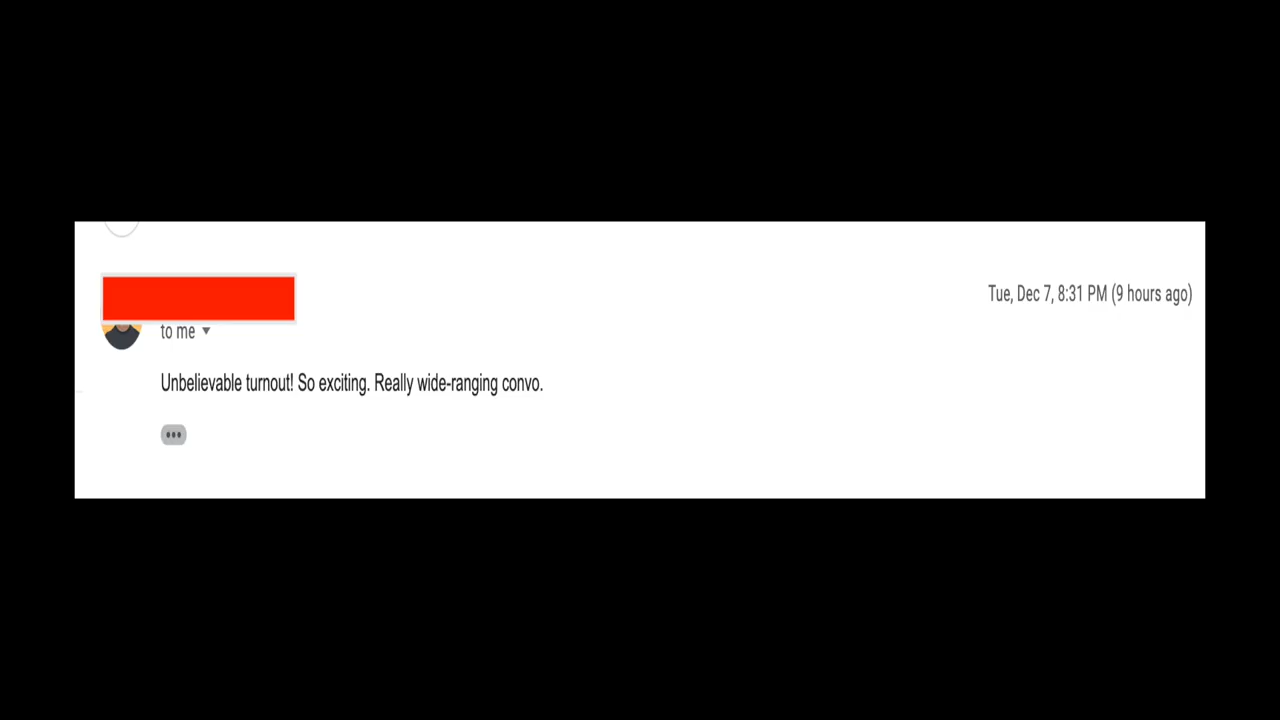 Tue, Dec 7, 8:31 PM (9 hours ago)
to me
Unbelievable turnout! So exciting. Really wide-ranging convo.